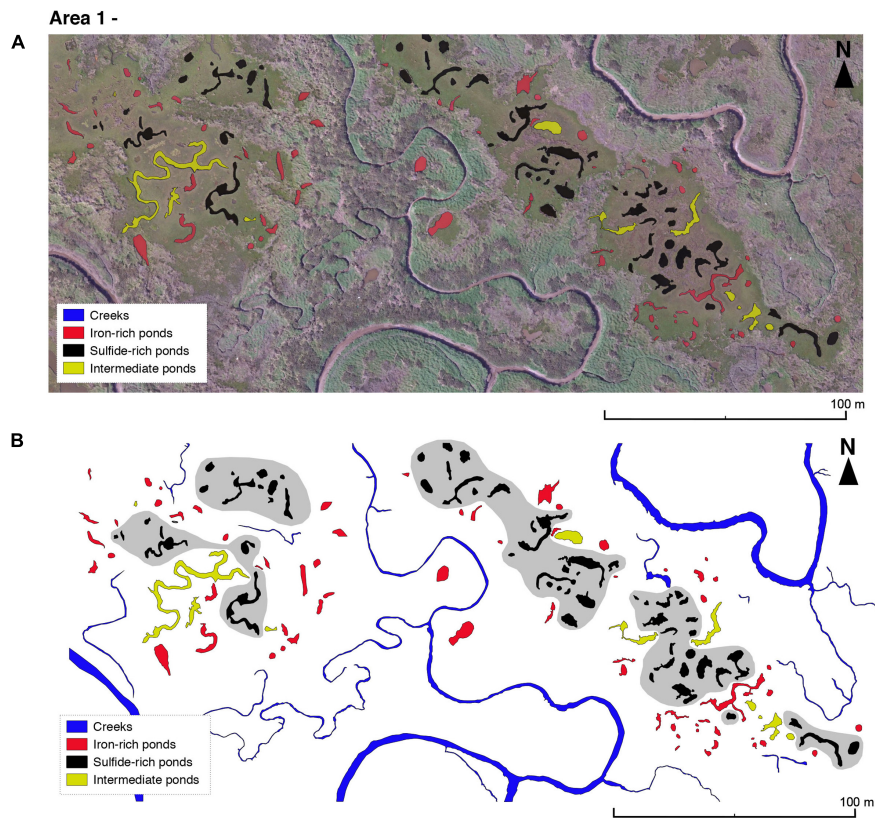 Area 1 -
A
N
Creeks
Iron-rich ponds
Sulfide-rich ponds
Intermediate ponds
100 m
B
N
Creeks
Iron-rich ponds
Sulfide-rich ponds
Intermediate ponds
100 m